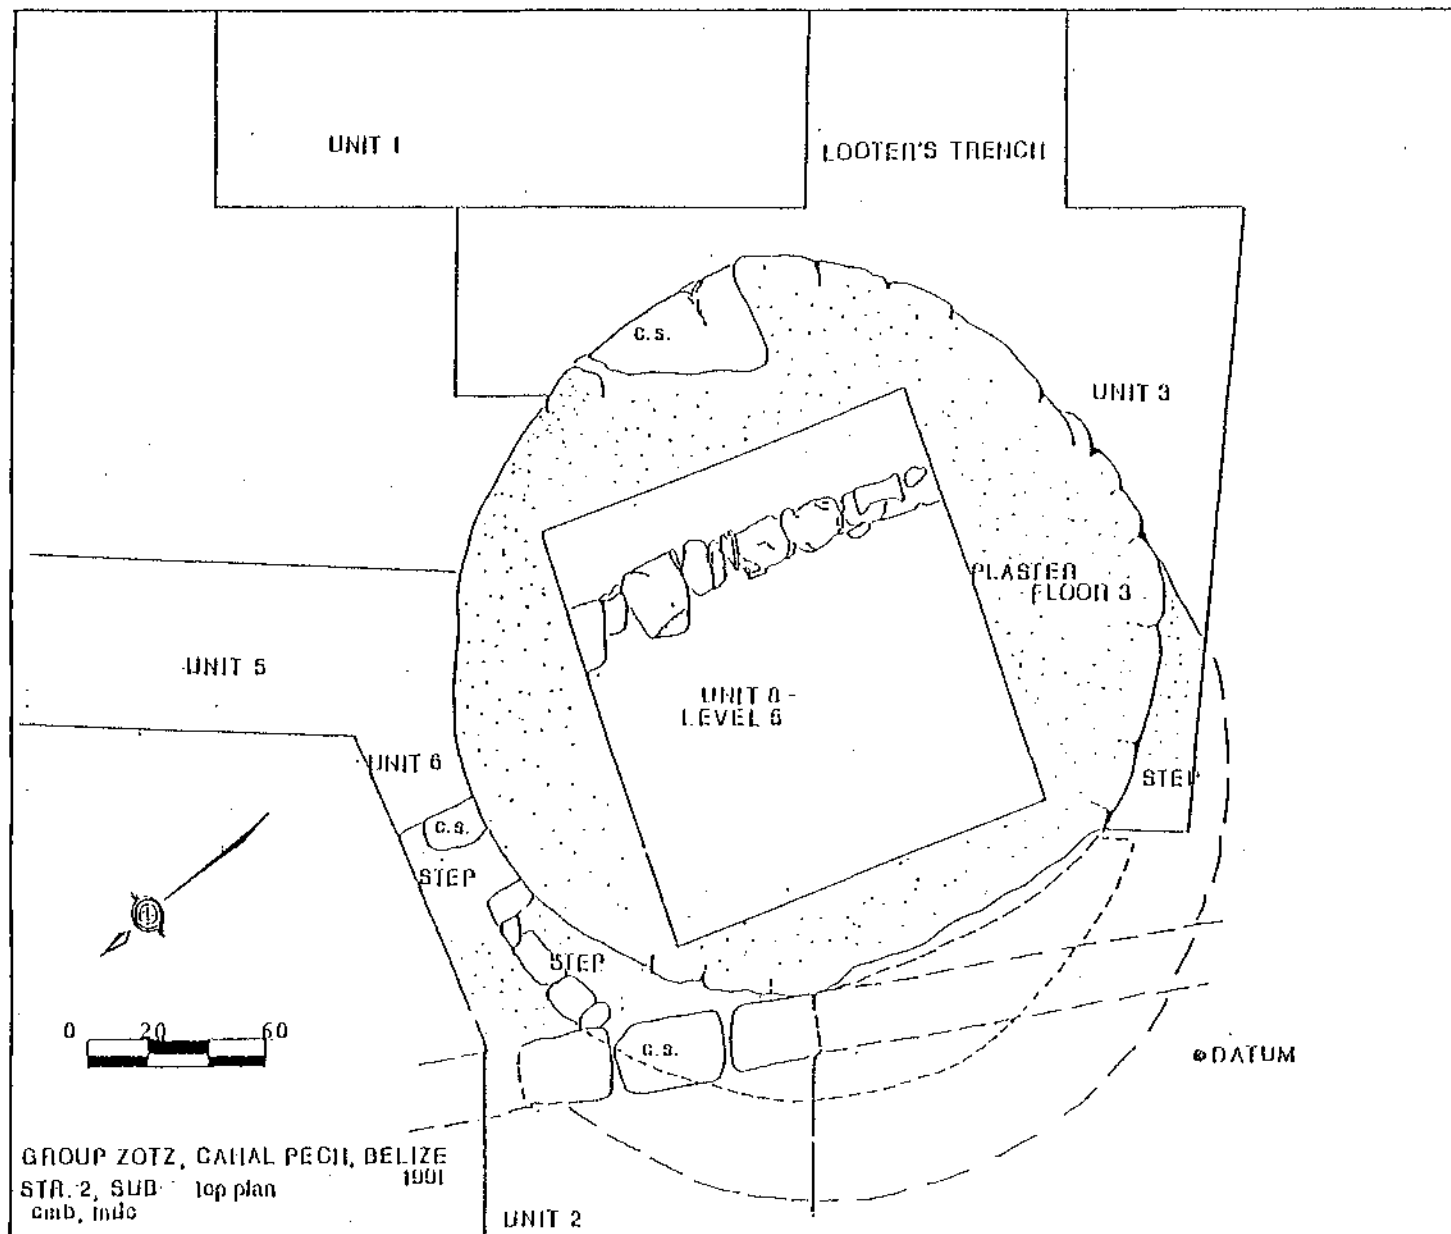 UNIT 1
LOOTER'S TRENCH
C.S.
UNIT 3
PLASTER
FLOOR 3
UNIT 5
UNIT 8 -
LEVEL 6
UNIT 6
C.S.
STEP
STEP
STEP
0 20 60
C.S.
DATUM
GROUP ZOTZ, CAHAL PECH, BELIZE
1991
STR. 2, SUB top plan
cmb,
UNIT 2